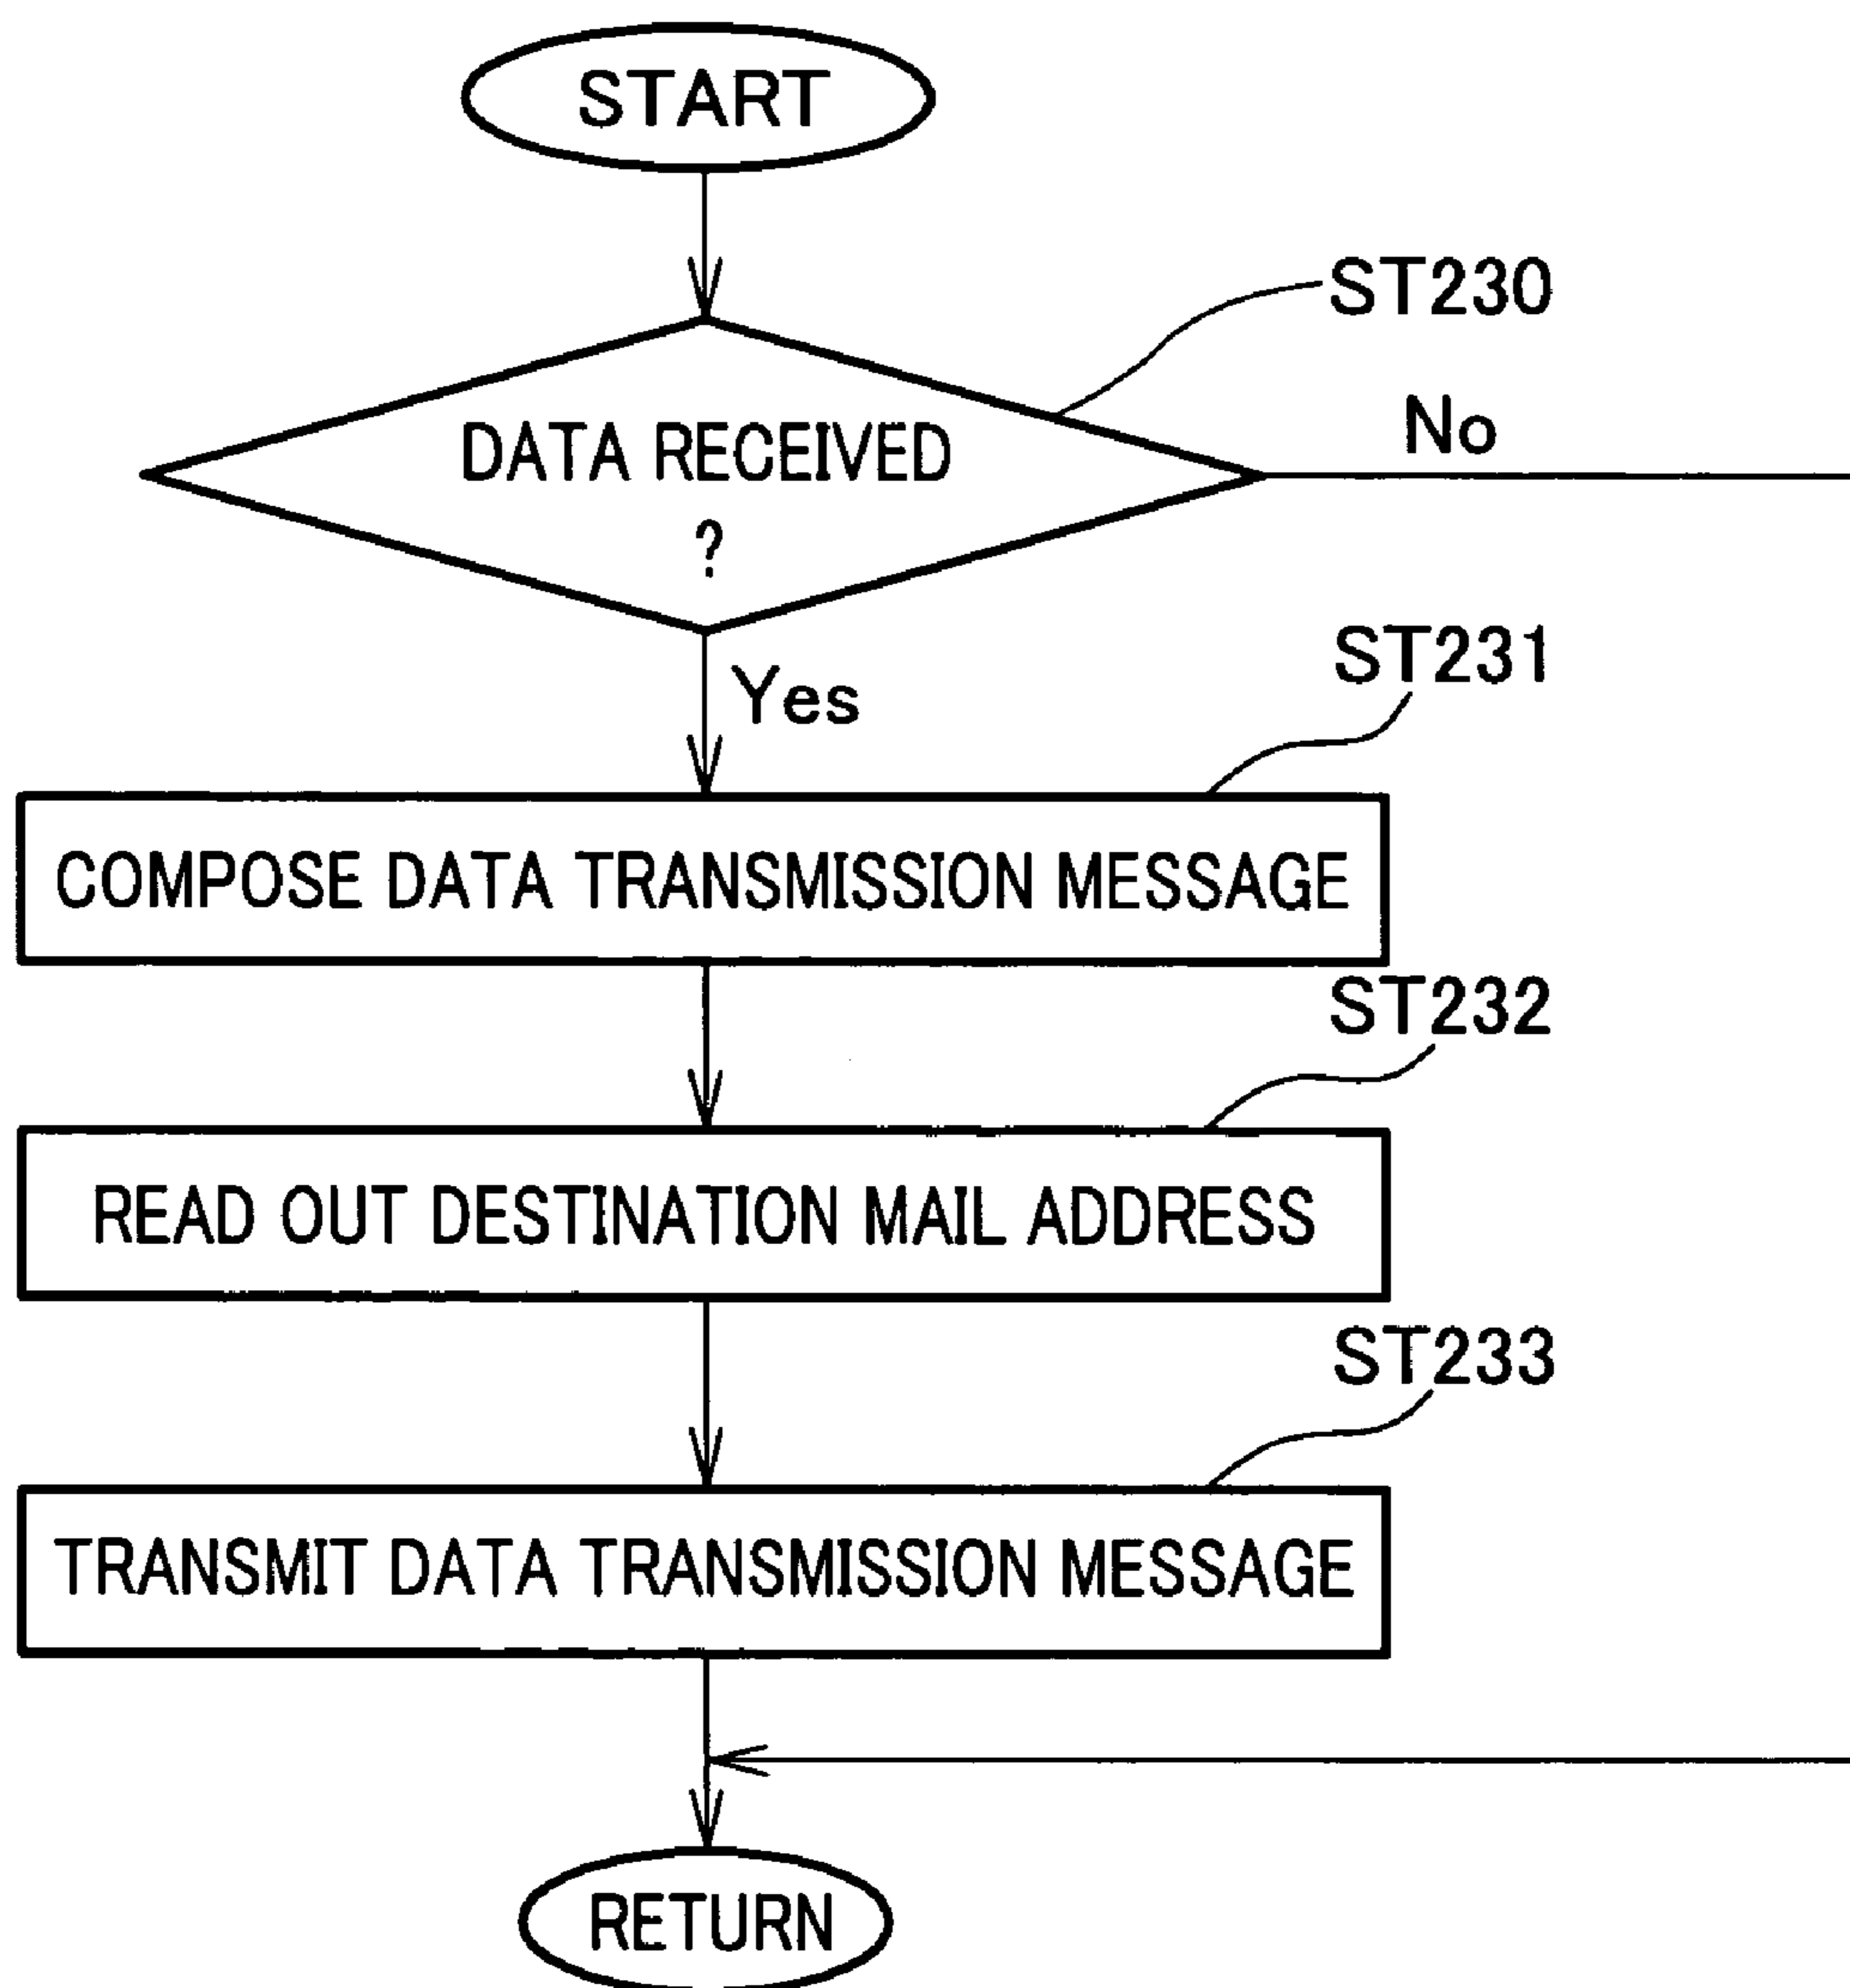 START
ST230
DATA RECEIVED
?
No
Yes
ST231
COMPOSE DATA TRANSMISSION MESSAGE
ST232
READ OUT DESTINATION MAIL ADDRESS
ST233
TRANSMIT DATA TRANSMISSION MESSAGE
RETURN